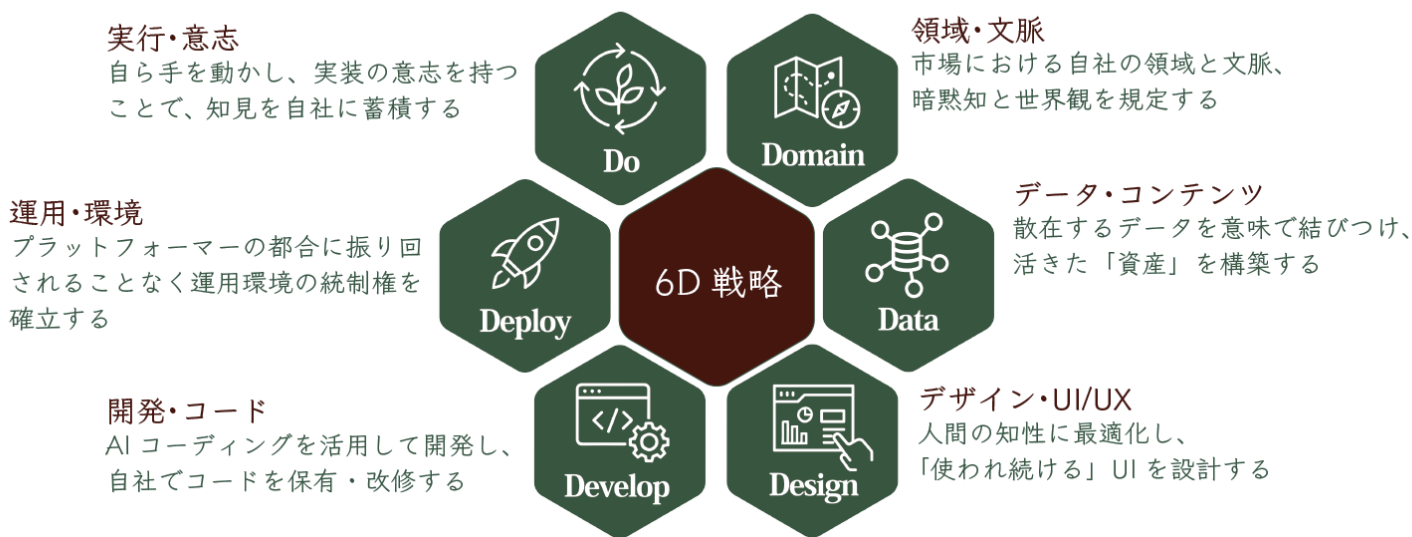 実行・意志
自ら手を動かし、実装の意志を持つ
ことで、知見を自社に蓄積する
Do
領域・文脈
市場における自社の領域と文脈、
暗黙知と世界観を規定する
Domain
運用・環境
プラットフォーマーの都合に振り回
されることなく運用環境の統制権を
確立する
Deploy
6D 戦略
データ・コンテンツ
散在するデータを意味で結びつけ、
活きた「資産」を構築する
Data
開発・コード
AI コーディングを活用して開発し、
自社でコードを保有・改修する
</>
Develop
デザイン・UI/UX
人間の知性に最適化し、
「使われ続ける」UI を設計する
Design